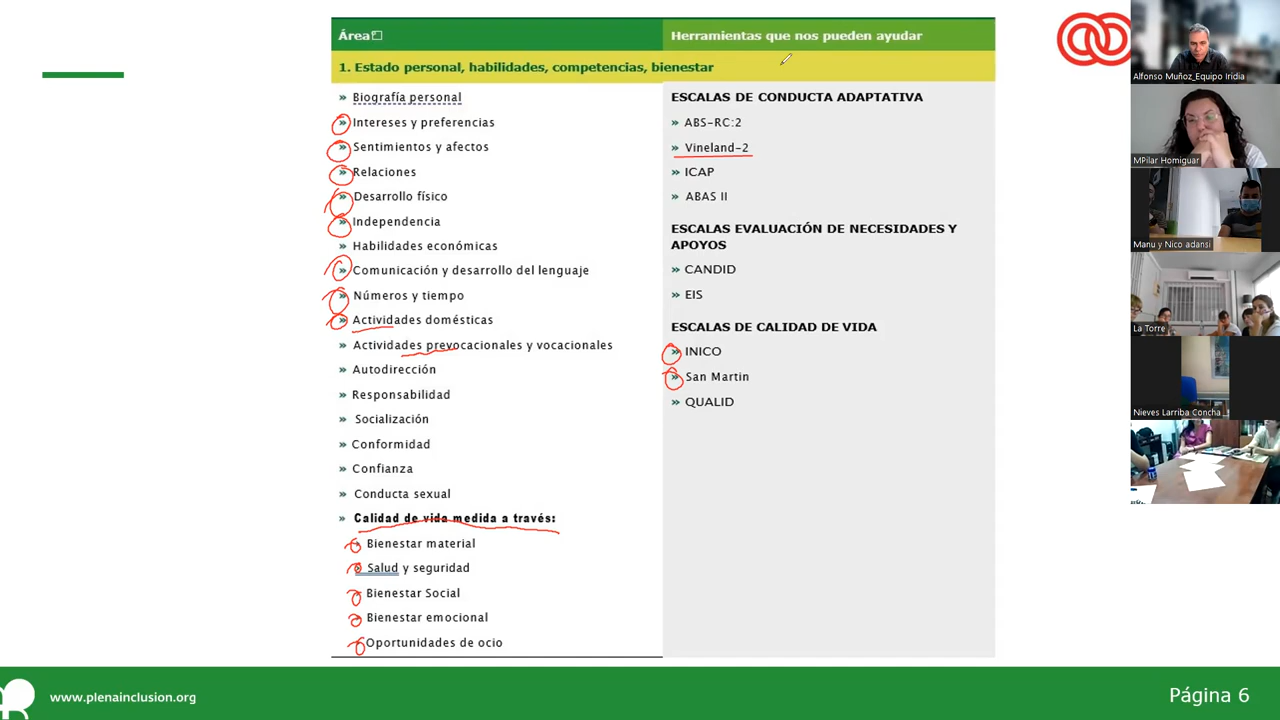 Área
Herramientas que nos pueden ayudar
1. Estado personal, habilidades, competencias, bienestar
» Biografía personal
» Intereses y preferencias
» Sentimientos y afectos
» Relaciones
» Desarrollo físico
» Independencia
» Habilidades económicas
» Comunicación y desarrollo del lenguaje
» Números y tiempo
» Actividades domésticas
» Actividades prevocacionales y vocacionales
» Autodirección
» Responsabilidad
» Socialización
» Conformidad
» Confianza
» Conducta sexual
» Calidad de vida medida a través:
Bienestar material
Salud y seguridad
Bienestar Social
Bienestar emocional
Oportunidades de ocio
ESCALAS DE CONDUCTA ADAPTATIVA
» ABS-RC:2
» Vineland-2
» ICAP
» ABAS II
ESCALAS EVALUACIÓN DE NECESIDADES Y
APOYOS
» CANDID
» EIS
ESCALAS DE CALIDAD DE VIDA
» INICO
» San Martin
» QUALID
Alfonso Muñoz_Equipo Iridia
MPilar Homiguar
Manu y Nico adansi
La Torre
Nieves Larriba Concha
www.plenainclusion.org
Página 6